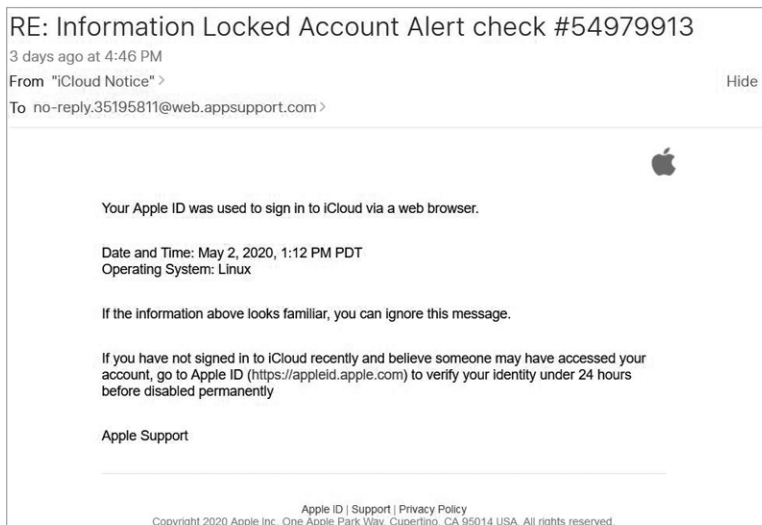 RE: Information Locked Account Alert check #54979913
3 days ago at 4:46 PM
From "iCloud Notice" >
Hide
To no-reply.35195811@web.appsupport.com >
Your Apple ID was used to sign in to iCloud via a web browser.
Date and Time: May 2, 2020, 1:12 PM PDT
Operating System: Linux
If the information above looks familiar, you can ignore this message.
If you have not signed in to iCloud recently and believe someone may have accessed your
account, go to Apple ID (https://appleid.apple.com) to verify your identity under 24 hours
before disabled permanently
Apple Support
Apple ID | Support | Privacy Policy
Copyright 2020 Apple Inc. One Apple Park Way, Cupertino, CA 95014 USA. All rights reserved.